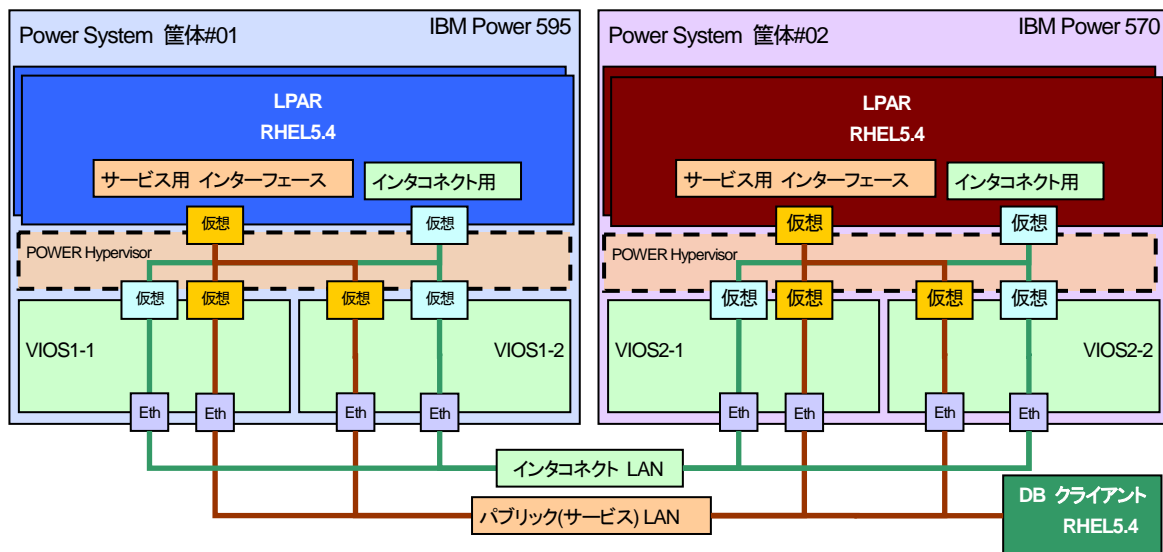 Power System 筐体#01
IBM Power 595
LPAR
RHEL5.4
サービス用 インターフェース
インタコネクト用
仮想
仮想
POWER Hypervisor
仮想
仮想
仮想
仮想
VIOS1-1
VIOS1-2
Eth
Eth
Eth
Eth
Power System 筐体#02
IBM Power 570
LPAR
RHEL5.4
サービス用 インターフェース
インタコネクト用
仮想
仮想
POWER Hypervisor
仮想
仮想
仮想
仮想
VIOS2-1
VIOS2-2
Eth
Eth
Eth
Eth
インタコネクト LAN
パブリック(サービス) LAN
DB クライアント
RHEL5.4